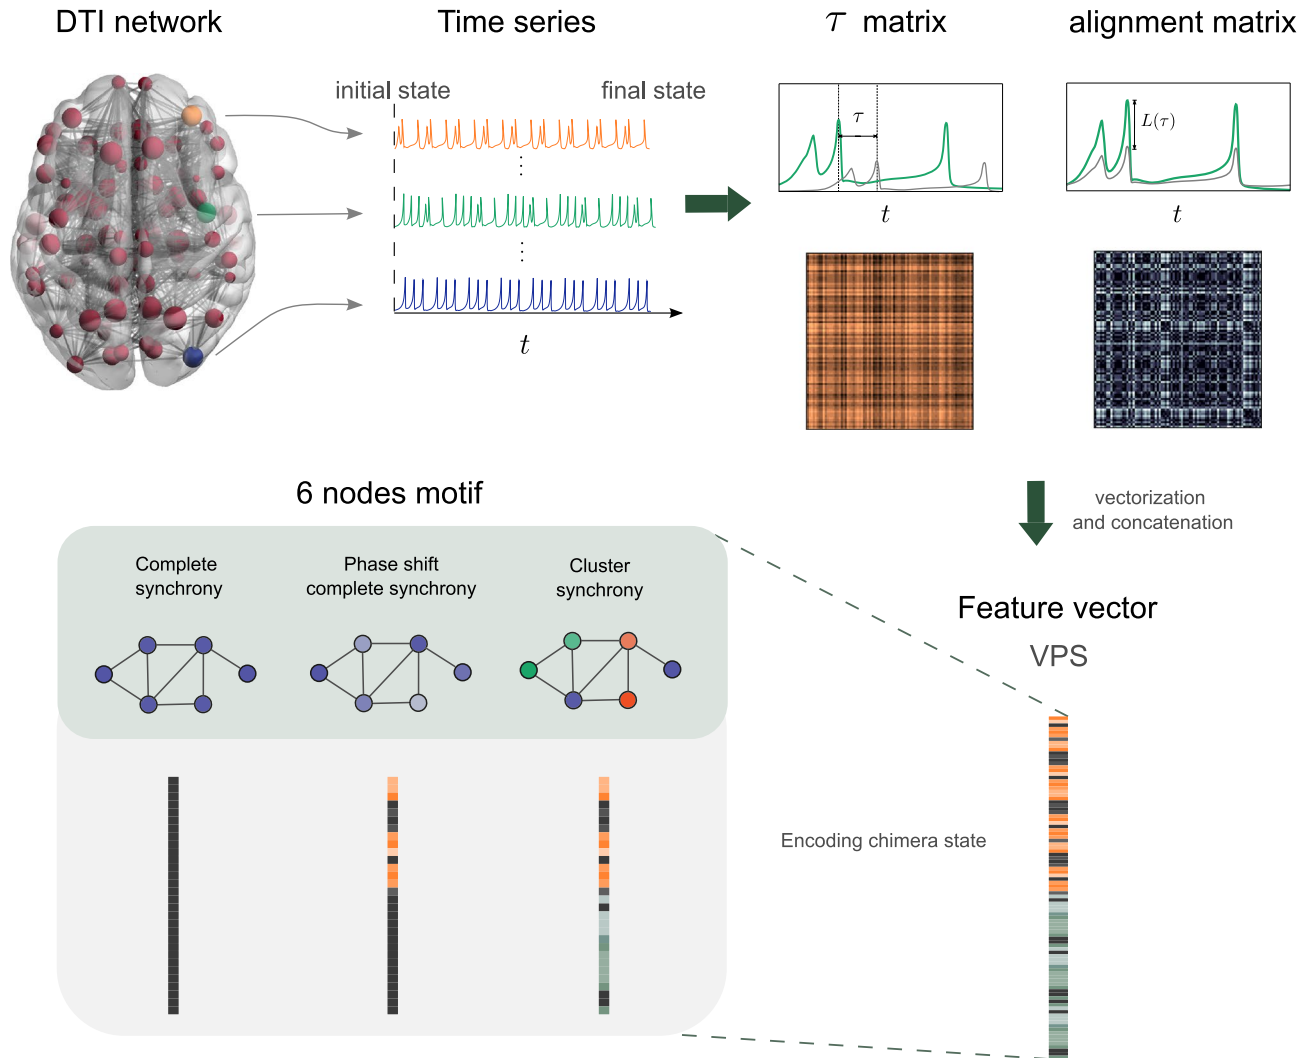 DTI network
Time series
τ matrix
alignment matrix
initial state
final state
τ
L(τ)
t
t
t
6 nodes motif
vectorization
and concatenation
Complete
synchrony
Phase shift
complete synchrony
Cluster
synchrony
Feature vector
VPS
Encoding chimera state